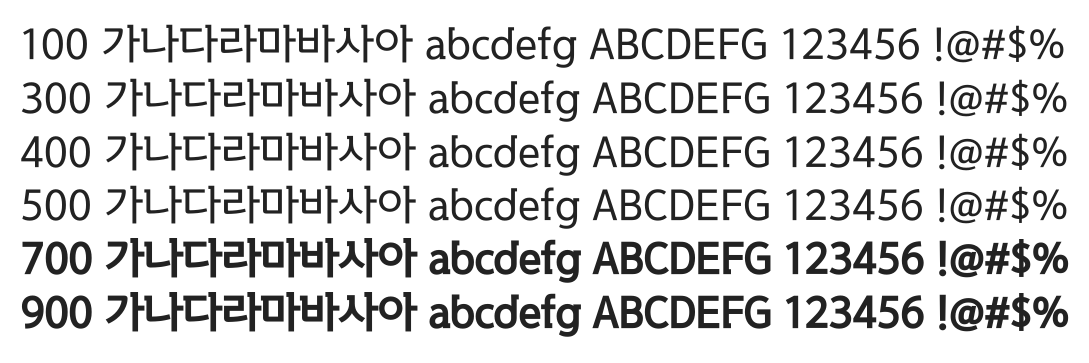 100 가나다라마바사아 abcdefg ABCDEFG 123456 !@#$%
300 가나다라마바사아 abcdefg ABCDEFG 123456 !@#$%
400 가나다라마바사아 abcdefg ABCDEFG 123456 !@#$%
500 가나다라마바사아 abcdefg ABCDEFG 123456 !@#$%
700 가나다라마바사아 abcdefg ABCDEFG 123456 !@#$%
900 가나다라마바사아 abcdefg ABCDEFG 123456 !@#$%